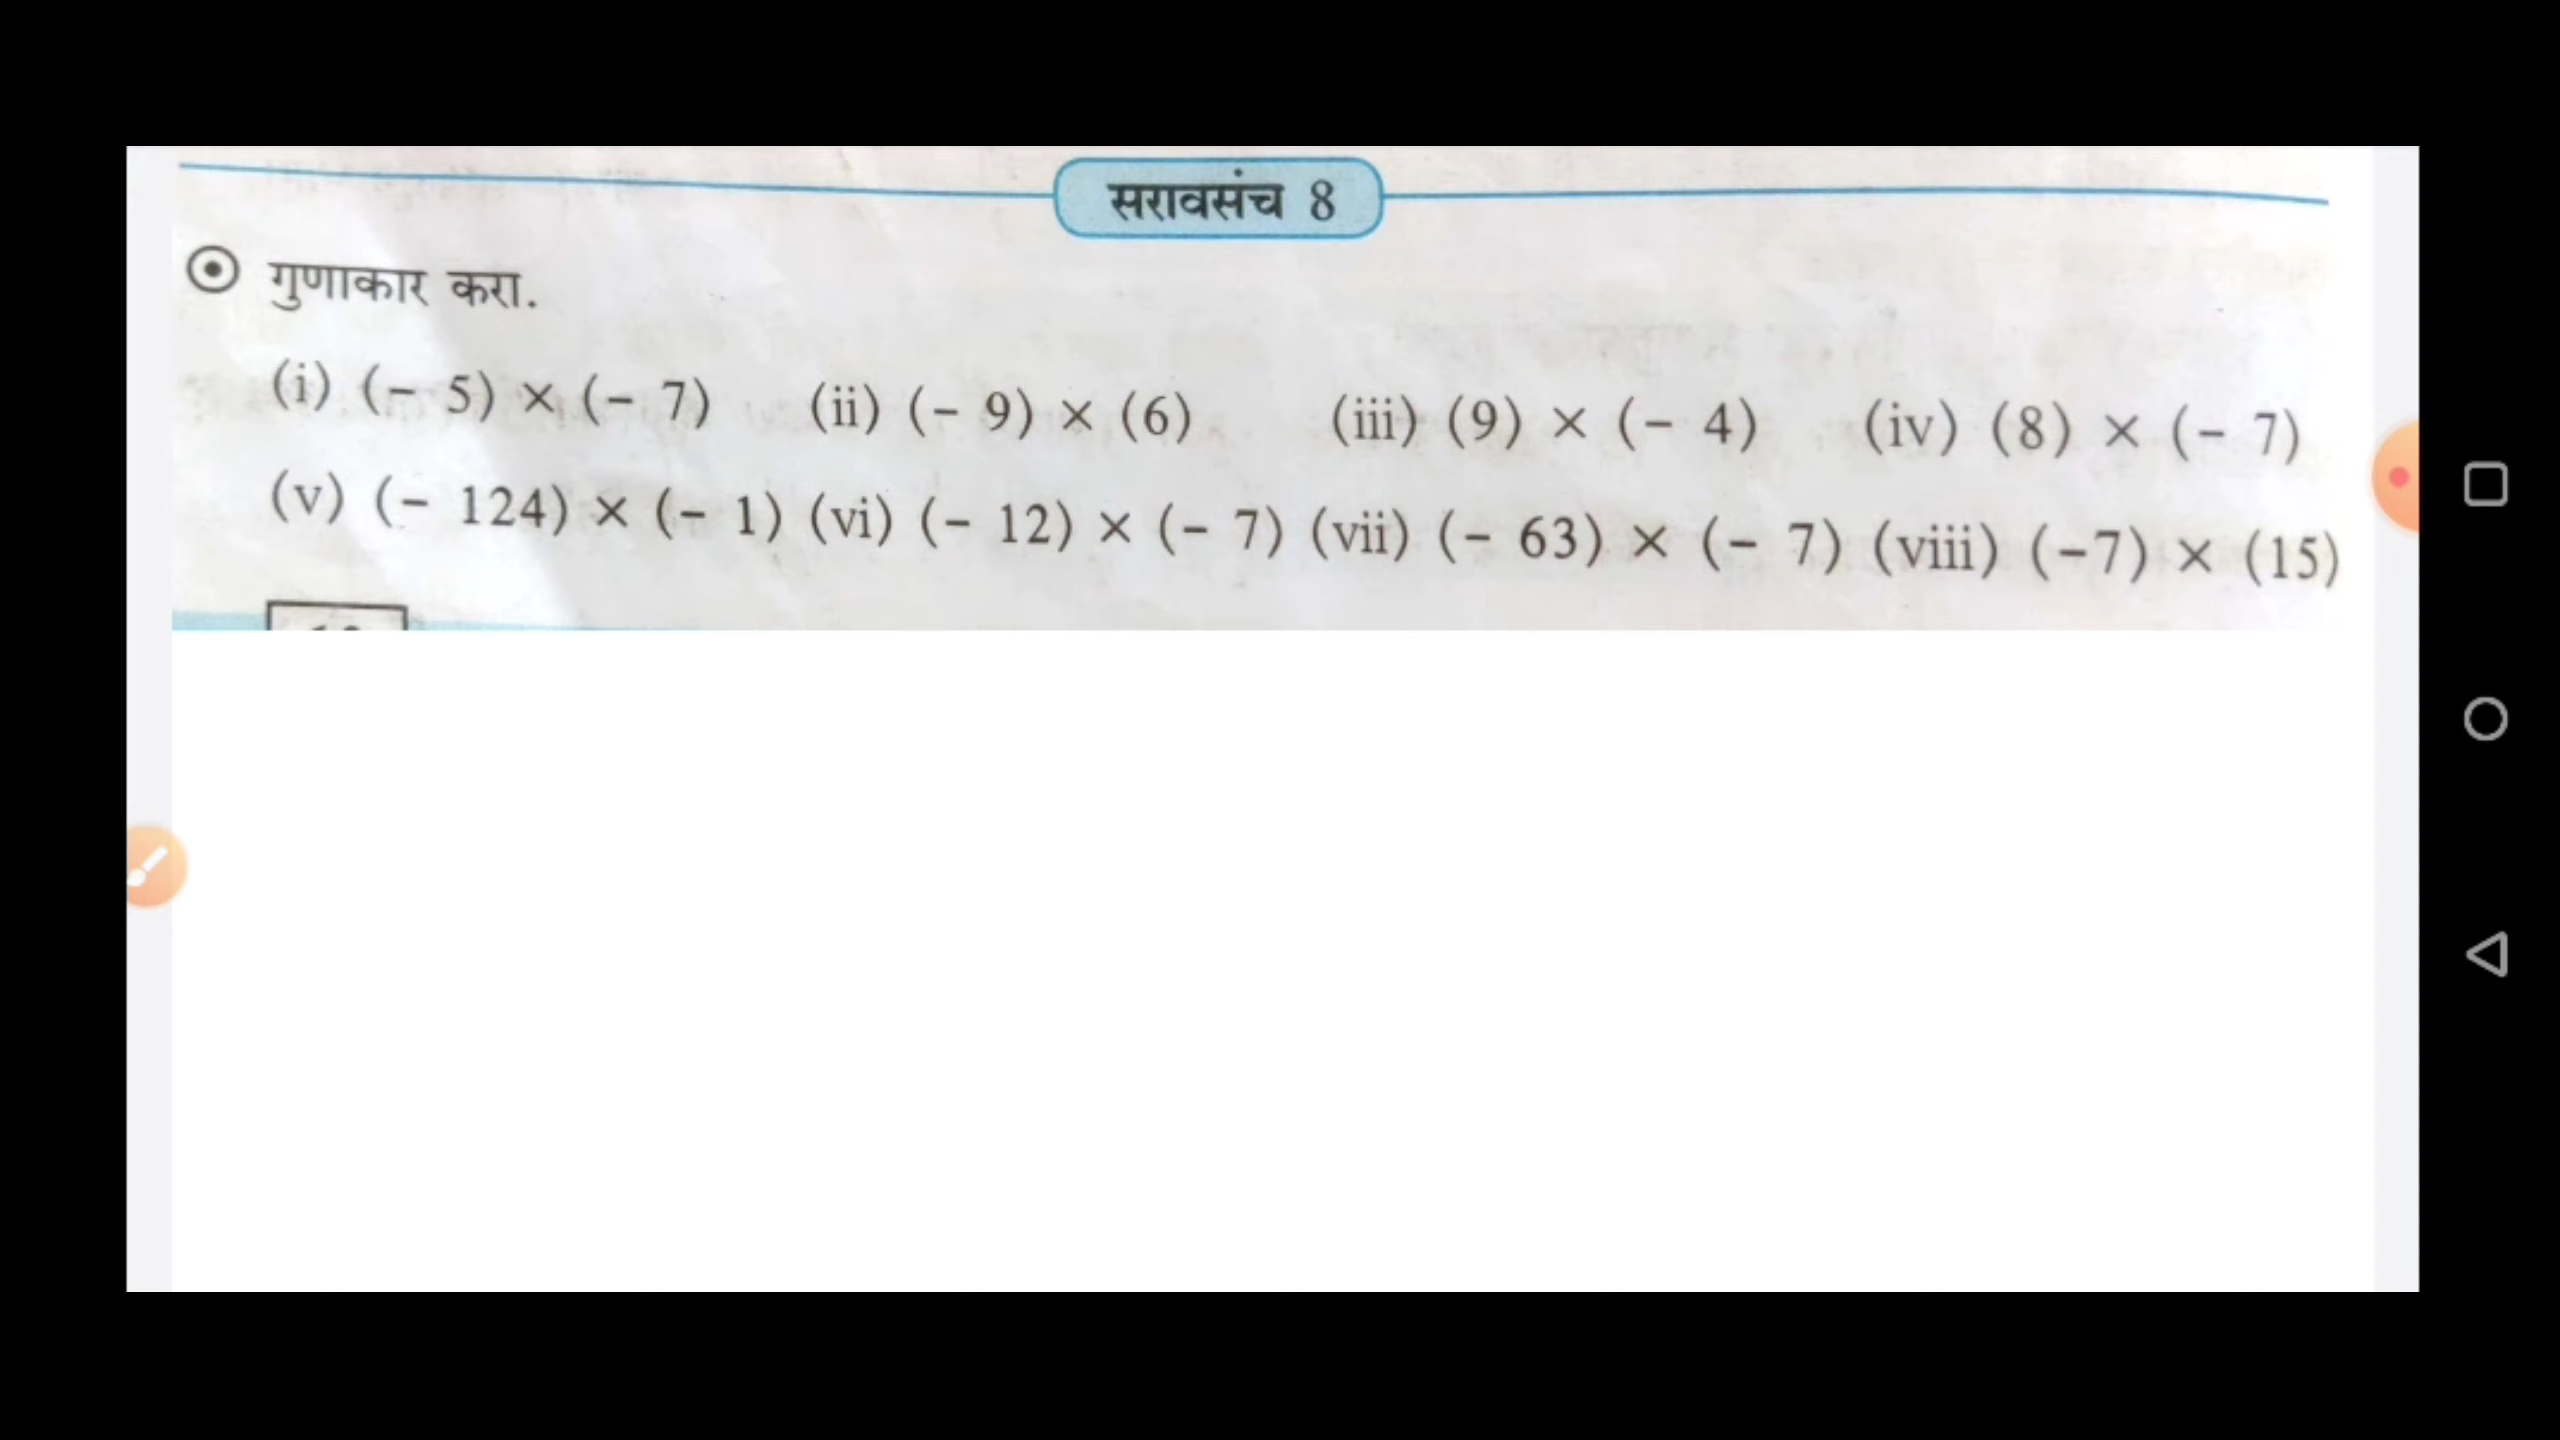 सरावसंच 8
गुणाकार करा.
(i) (− 5) × (− 7) (ii) (− 9) × (6) (iii) (9) × (− 4) (iv) (8) × (− 7)
(v) (− 124) × (− 1) (vi) (− 12) × (− 7) (vii) (− 63) × (− 7) (viii) (−7) × (15)